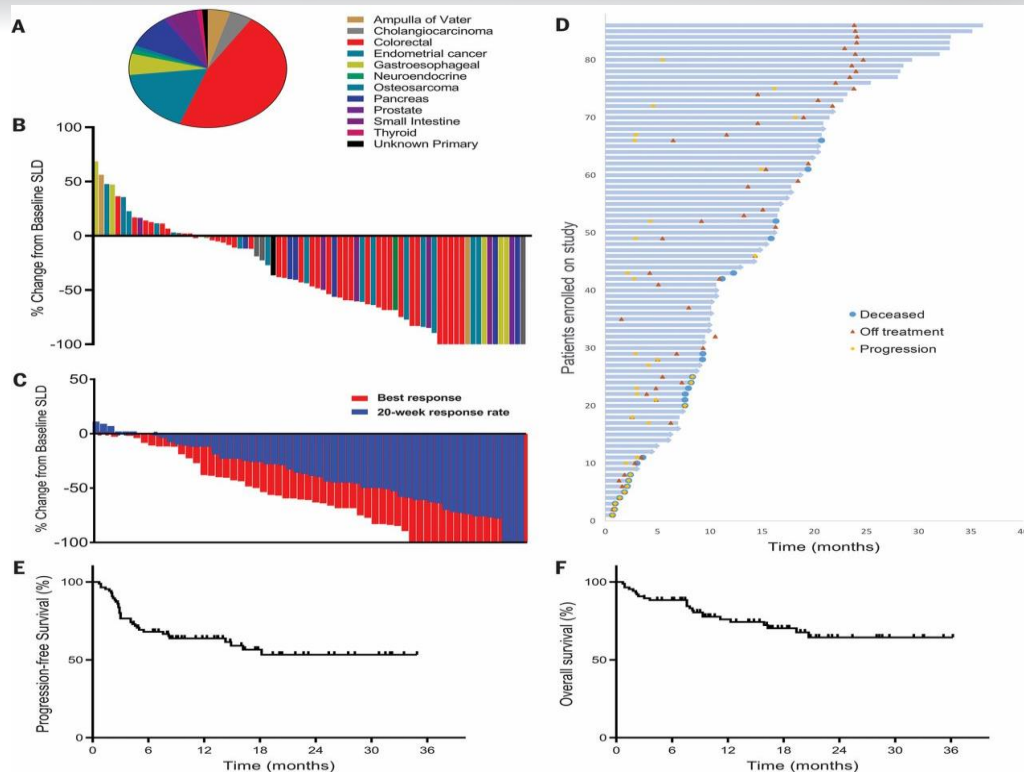 A
Ampulla of Vater
Cholangiocarcinoma
Colorectal
Endometrial cancer
Gastroesophageal
Neuroendocrine
Osteosarcoma
Pancreas
Prostate
Small Intestine
Thyroid
Unknown Primary
B
% Change from Baseline SLD
100
50
0
-50
-100
C
% Change from Baseline SLD
50
0
-50
-100
Best response
20-week response rate
D
Patients enrolled on study
80
70
60
50
40
30
20
10
0
0 5 10 15 20 25 30 35
Time (months)
Deceased
Off treatment
Progression
E
Progression-free Survival (%)
100
50
0
0 6 12 18 24 30 36
Time (months)
F
Overall survival (%)
100
50
0
0 6 12 18 24 30 36
Time (months)